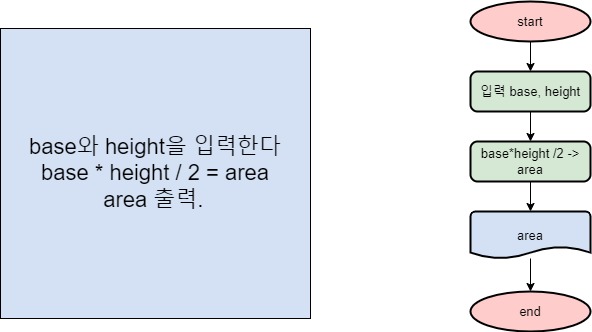 base와 height을 입력한다
base * height / 2 = area
area 출력.
start
입력 base, height
base*height /2 ->
area
area
end